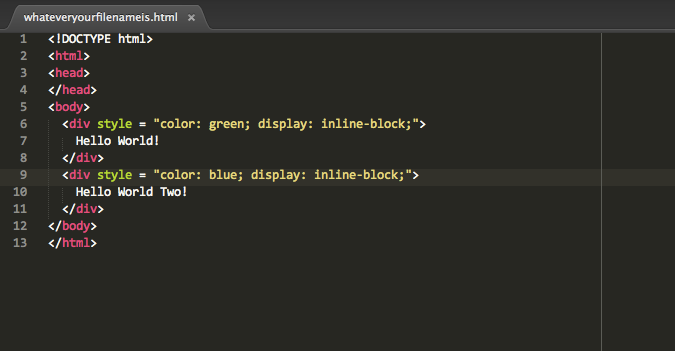 whateveryourfilenameis.html ×
1 <!DOCTYPE html>
2 <html>
3 <head>
4 </head>
5 <body>
6   <div style = "color: green; display: inline-block;">
7     Hello World!
8   </div>
9   <div style = "color: blue; display: inline-block;">
10     Hello World Two!
11   </div>
12 </body>
13 </html>